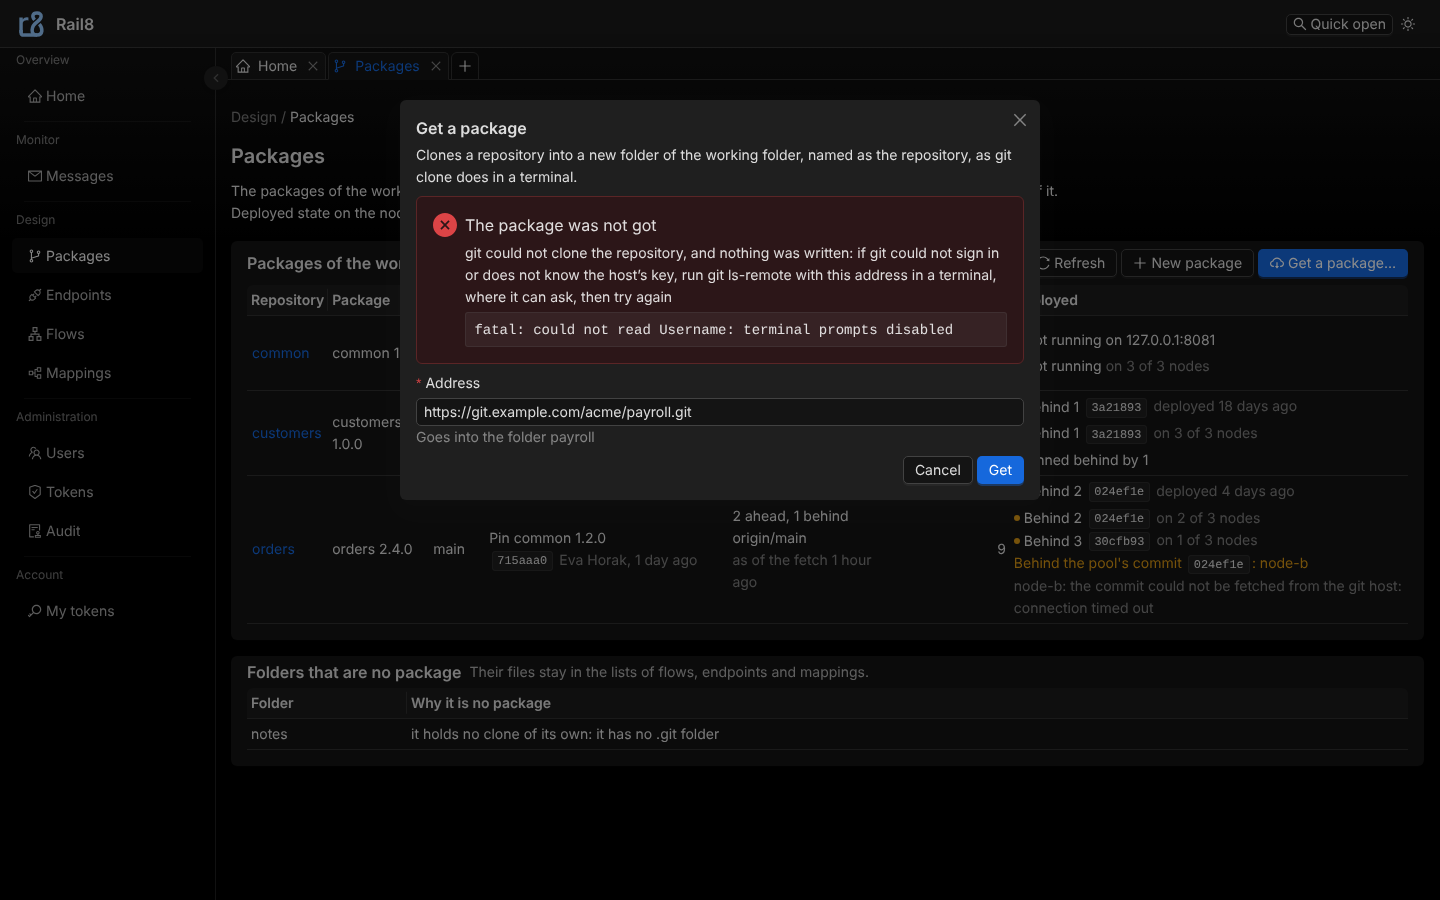 Rail8
Quick open
Overview
Home
Monitor
Messages
Design
Packages
Endpoints
Flows
Mappings
Administration
Users
Tokens
Audit
Account
My tokens
Home
Packages
Design / Packages
Packages
The packages of the work
f it.
Deployed state on the nod
Get a package
Clones a repository into a new folder of the working folder, named as the repository, as git
clone does in a terminal.
The package was not got
git could not clone the repository, and nothing was written: if git could not sign in
or does not know the host's key, run git ls-remote with this address in a terminal,
where it can ask, then try again
fatal: could not read Username: terminal prompts disabled
* Address
https://git.example.com/acme/payroll.git
Goes into the folder payroll
Cancel
Get
Packages of the wor
Refresh
New package
Get a package...
Repository
Package
loyed
common
common 1
ot running on 127.0.0.1:8081
ot running on 3 of 3 nodes
customers
customers
1.0.0
ehind 1 3a21893 deployed 18 days ago
ehind 1 3a21893 on 3 of 3 nodes
nned behind by 1
orders
orders 2.4.0
main
Pin common 1.2.0
715aaa0 Eva Horak, 1 day ago
2 ahead, 1 behind
origin/main
as of the fetch 1 hour
ago
9
ehind 2 024ef1e deployed 4 days ago
Behind 2 024ef1e on 2 of 3 nodes
Behind 3 30cfb93 on 1 of 3 nodes
Behind the pool's commit 024ef1e : node-b
node-b: the commit could not be fetched from the git host:
connection timed out
Folders that are no package
Their files stay in the lists of flows, endpoints and mappings.
Folder
Why it is no package
notes
it holds no clone of its own: it has no .git folder